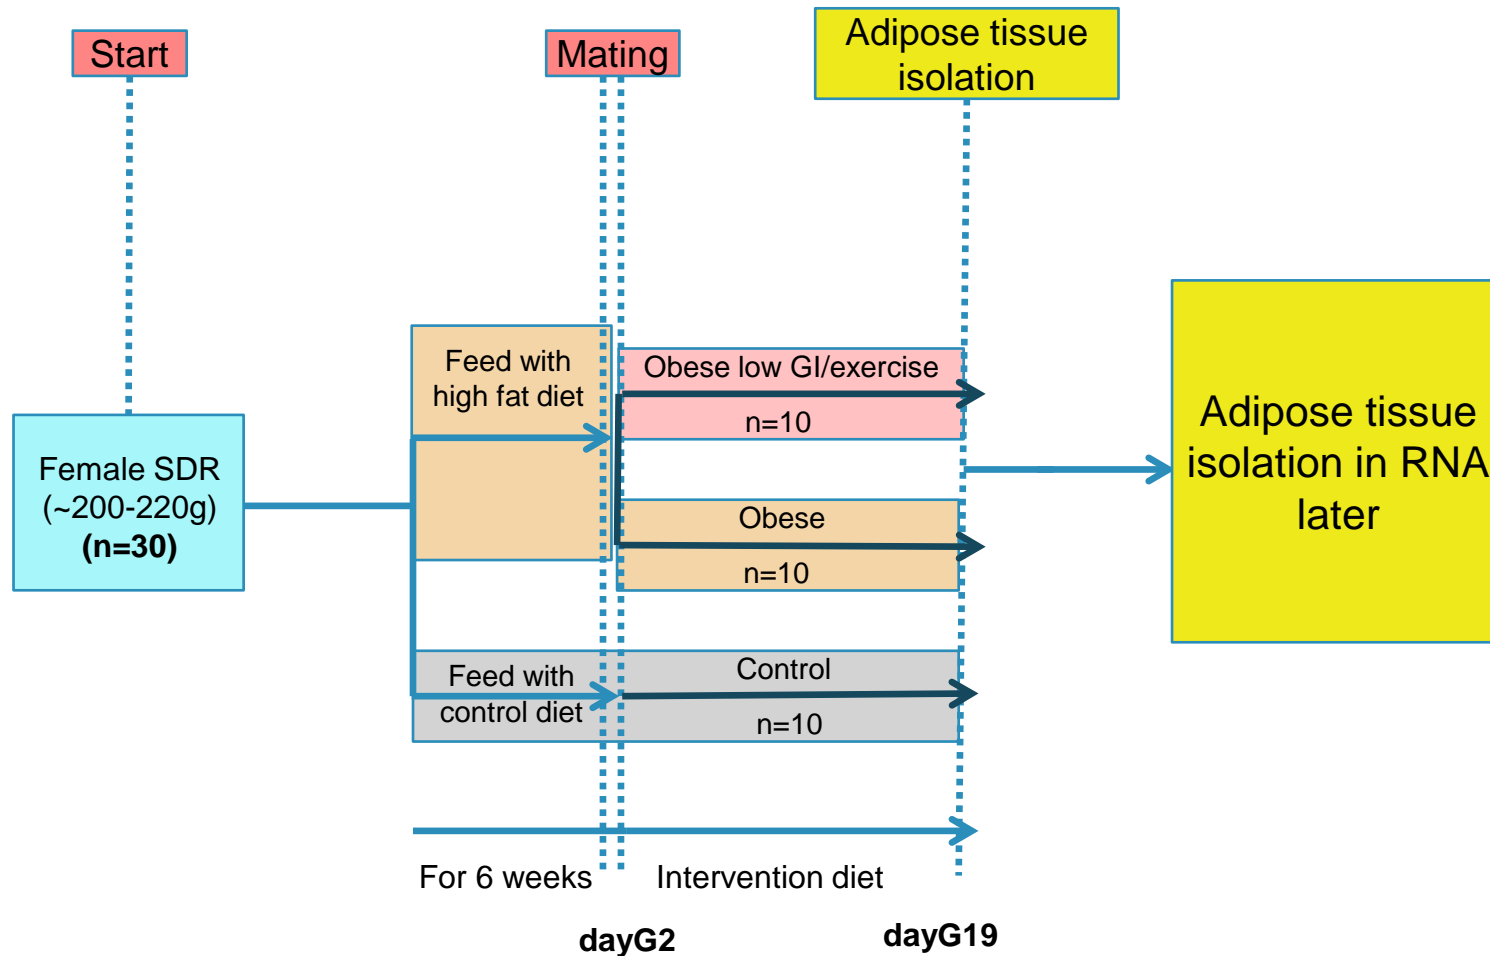 Start
Mating
Adipose tissue
isolation
Feed with
high fat diet
Obese low GI/exercise
n=10
Female SDR
(~200-220g)
(n=30)
Obese
n=10
Adipose tissue
isolation in RNA
later
Feed with
control diet
Control
n=10
For 6 weeks
Intervention diet
dayG2
dayG19